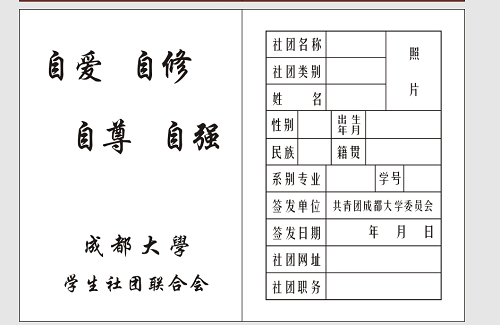 自爱 自修
自尊 自强
成都大學
学生社团联合会
社团名称
照片
社团类别
姓 名
性别
出生年月
民族
籍贯
系别专业
学号
签发单位 共青团成都大学委员会
签发日期 年 月 日
社团网址
社团职务